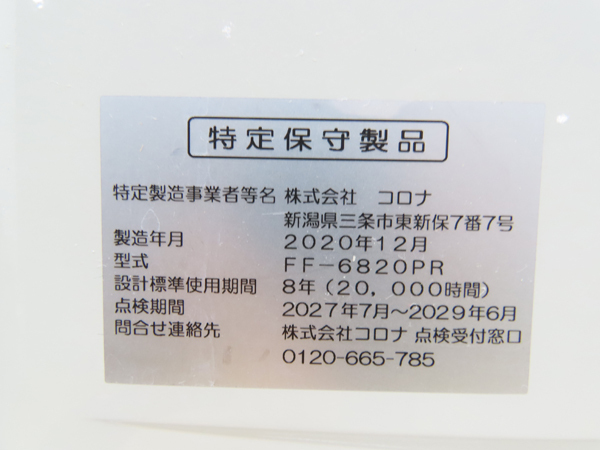 特定保守製品
特定製造事業者等名 株式会社 コロナ
新潟県三条市東新保7番7号
製造年月 2020年12月
型式 FF-6820PR
設計標準使用期間 8年(20,000時間)
点検期間 2027年7月~2029年6月
問合せ連絡先 株式会社コロナ 点検受付窓口
0120-665-785